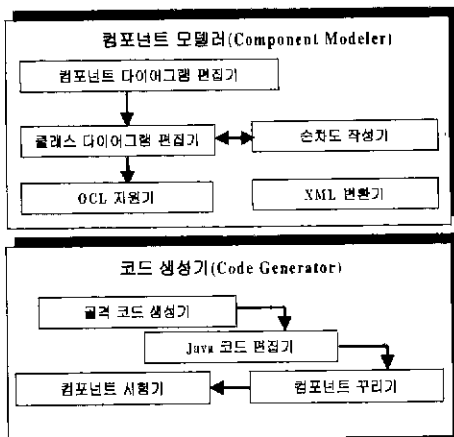 컴포넌트 모델러(Component Modeler)
컴포넌트 다이어그램 편집기
클래스 다이어그램 편집기
순차도 작성기
OCL 지원기
XML 변환기
코드 생성기(Code Generator)
골격 코드 생성기
Java 코드 편집기
컴포넌트 시험기
컴포넌트 꾸리기